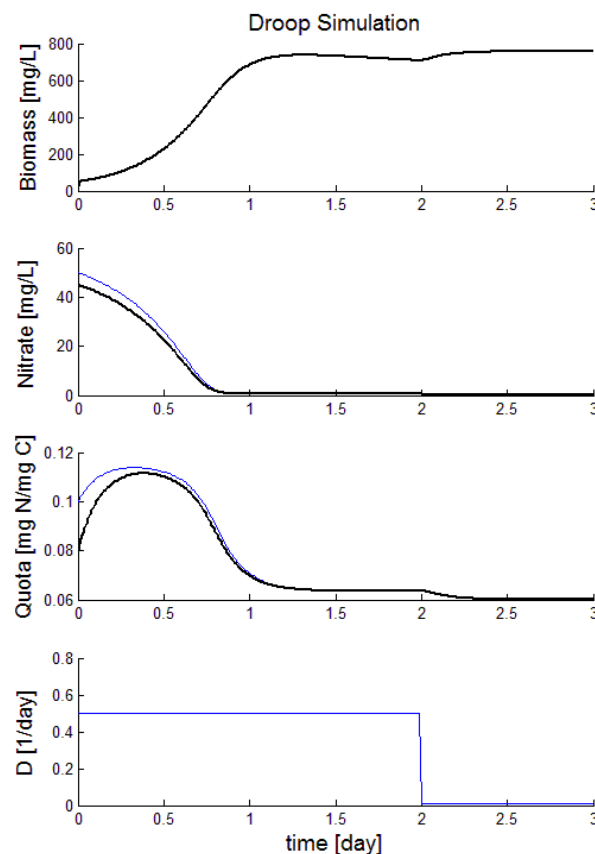 Droop Simulation
Biomass [mg/L]
800
600
400
200
0
0 0.5 1 1.5 2 2.5 3
Nitrate [mg/L]
60
40
20
0
0 0.5 1 1.5 2 2.5 3
Quota [mg N/mg C]
0.12
0.1
0.08
0.06
0 0.5 1 1.5 2 2.5 3
D [1/day]
0.8
0.6
0.4
0.2
0
0 0.5 1 1.5 2 2.5 3
time [day]